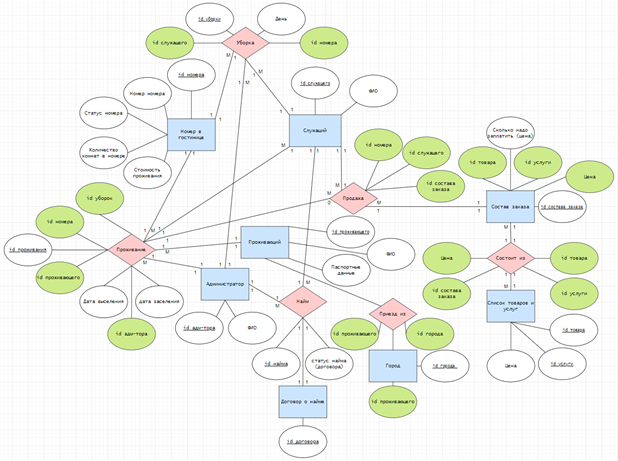 id уборки
День
id служащего
Уборка
id номера
id номера
id служащего
ФИО
Номер номера
Статус номера
Номер в
гостинице
Служащий
Количество
комнат в номере
Стоимость
проживания
Сколько надо
заплатить (цена)
id номера
id служащего
id состава
заказа
id товара
id услуги
Цена
Продажа
Состав заказа
id состава заказа
id уборок
id номера
id проживания
Проживание
id проживающего
Дата выселения
дата заселения
id адм-тора
id проживающего
Проживающий
ФИО
Паспортные
данные
Администратор
id адм-тора
ФИО
Найм
id найма
статус найма
(договора)
Договор о найме
id договора
Приезд из
id проживающего
id города
Город
id города
id проживающего
Цена
Состоит из
id товара
id состава
заказа
id услуги
Список товаров и
услуг
id товара
id услуги
Цена